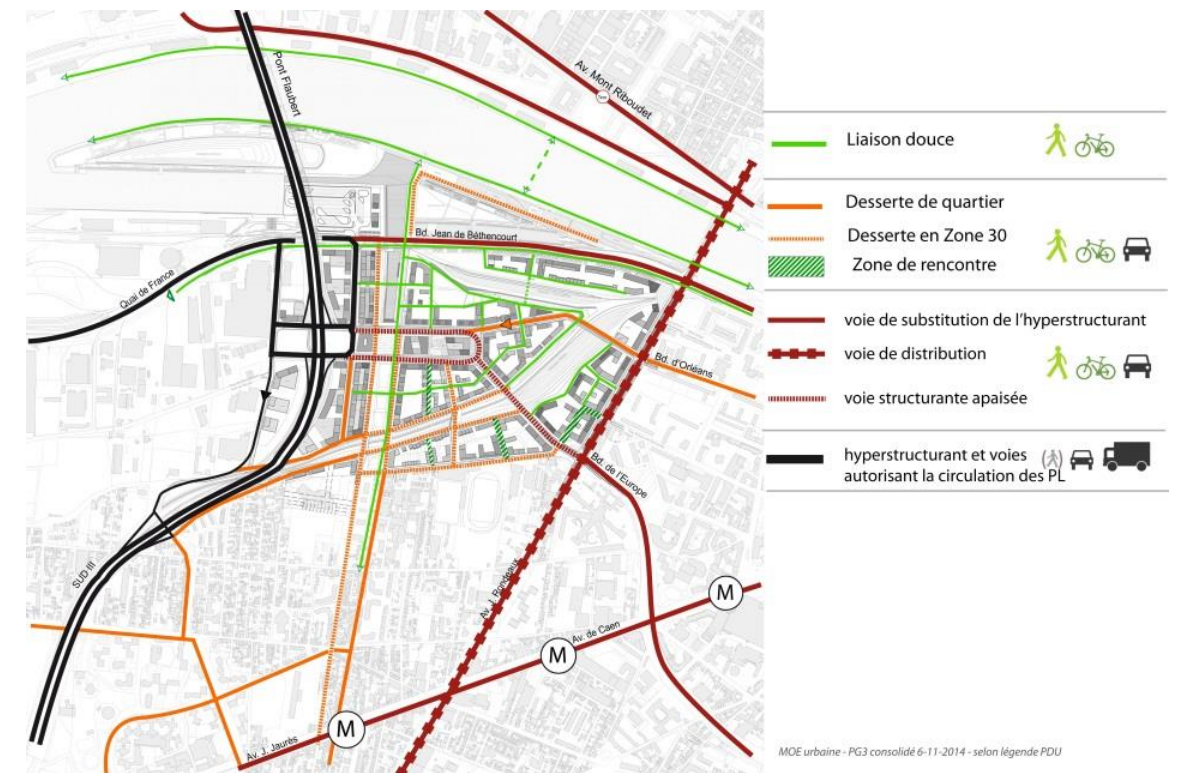 Pont Flaubert
Av. Mont Riboudet
Bd. Jean de Béthencourt
Quai de France
Bd. d'Orléans
Bd. de l'Europe
SUD III
Av. J. Rondeaux
M
Av. de Caen
M
M
Av. J. Jaurès
Liaison douce
Desserte de quartier
Desserte en Zone 30
Zone de rencontre
voie de substitution de l'hyperstructurant
voie de distribution
voie structurante apaisée
hyperstructurant et voies
autorisant la circulation des PL
MOE urbaine - PG3 consolidé 6-11-2014 - selon légende PDU